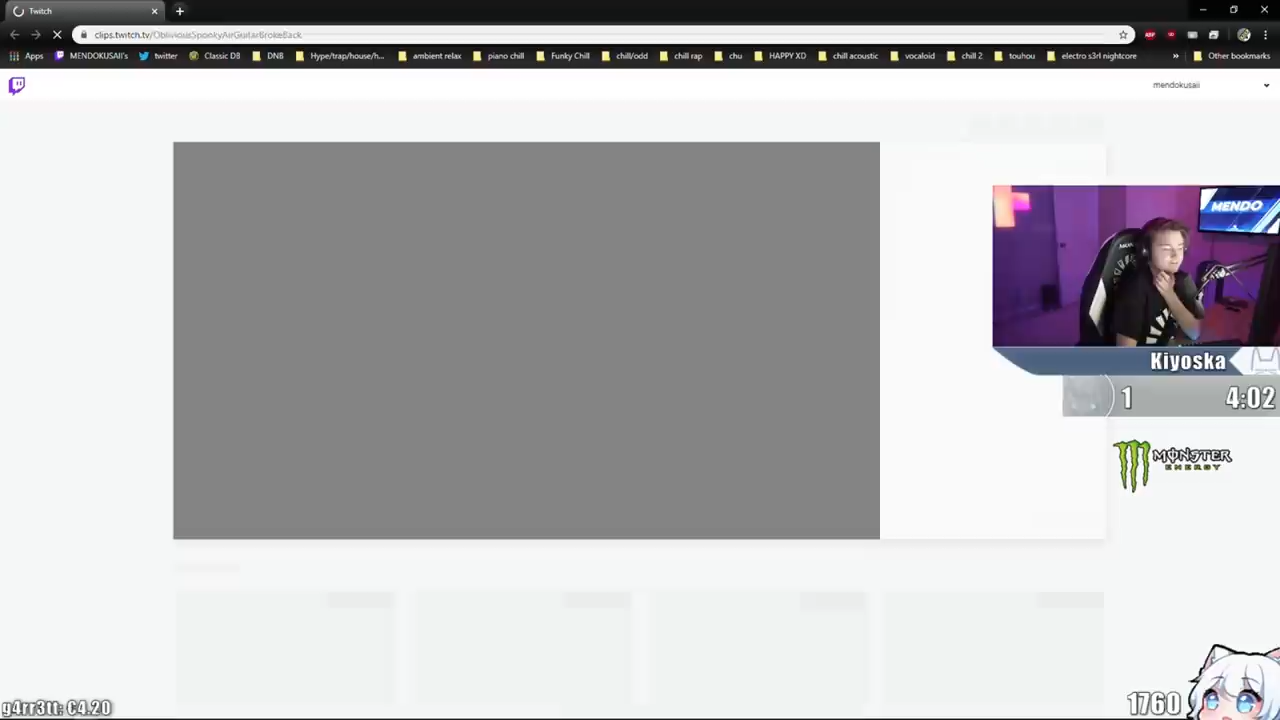 Twitch
clips.twitch.tv/ObliviousSpookyAirGuitarBrokeBack
Apps MENDOKUSAII's twitter Classic DB DNB Hype/trap/house/h... ambient relax piano chill Funky Chill chill/odd chill rap chu HAPPY XD chill acoustic vocaloid chill 2 touhou electro s3rl nightcore » Other bookmarks
mendokusaii
MENDO
Kiyoska
1 4:02
MONSTER
ENERGY
g4rr3tt: €4.20
1760